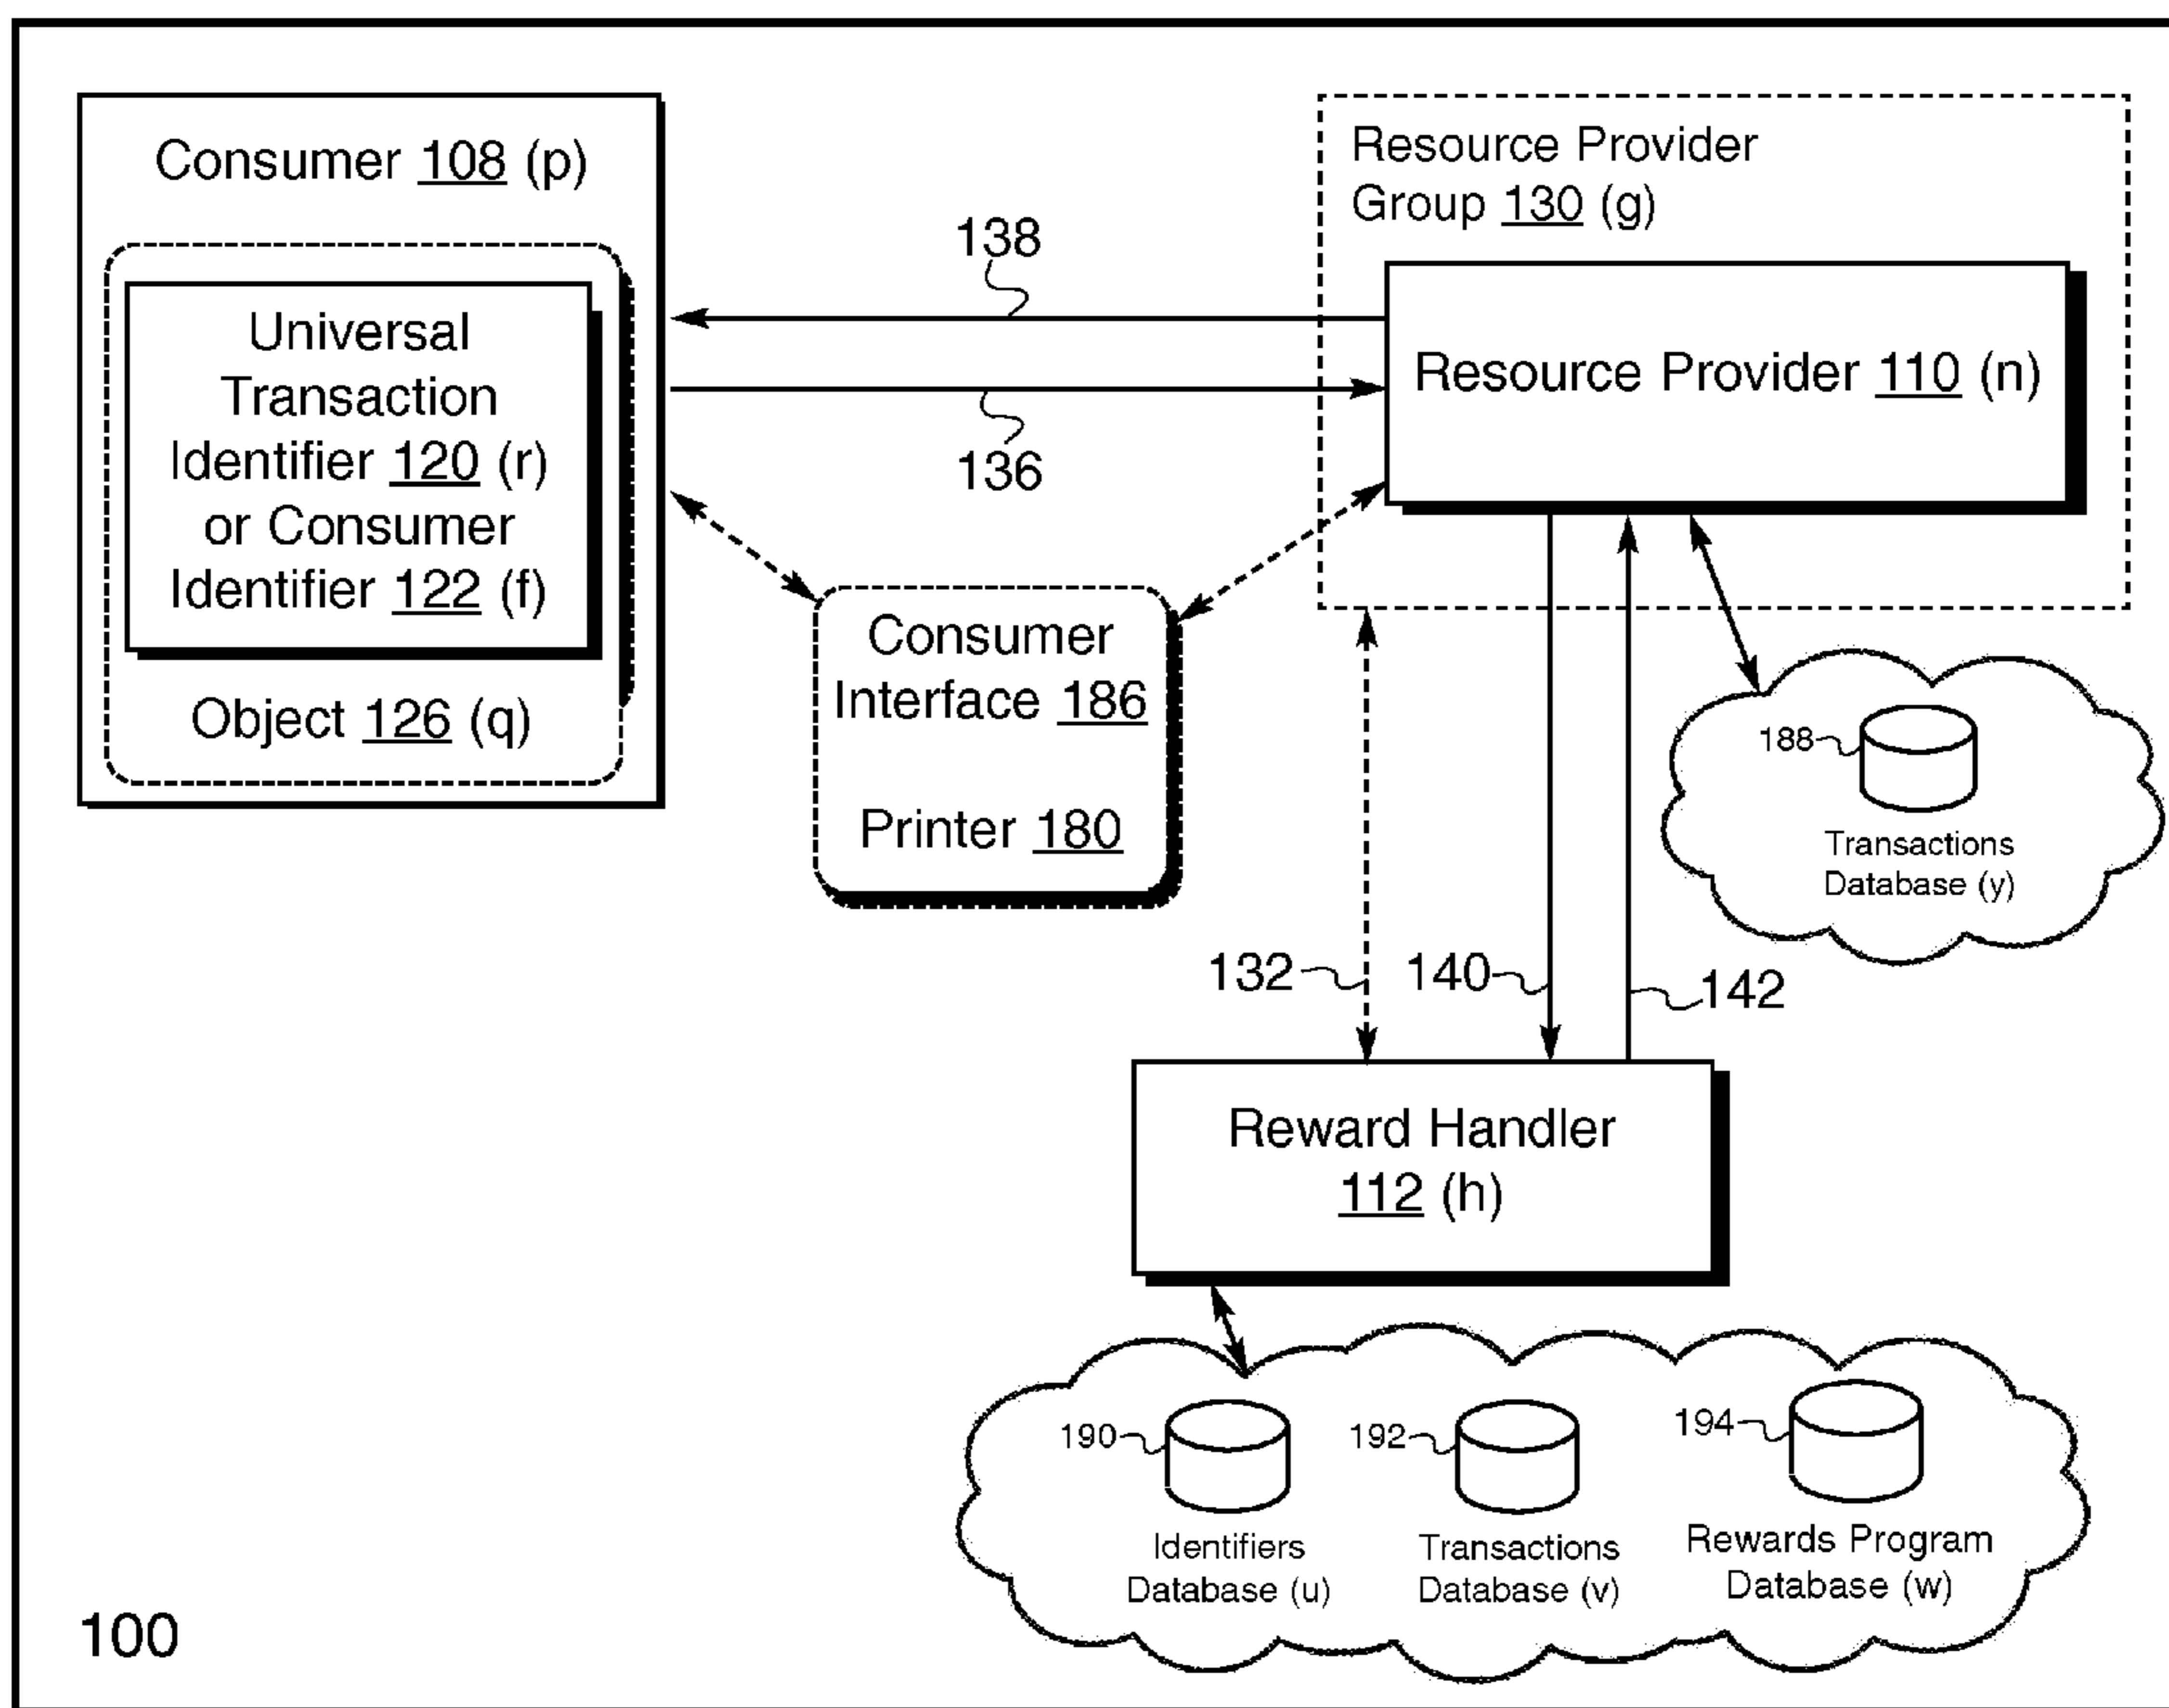 Consumer 108 (p)
Universal
Transaction
Identifier 120 (r)
or Consumer
Identifier 122 (f)
Object 126 (q)
138
136
Resource Provider
Group 130 (g)
Resource Provider 110 (n)
Consumer
Interface 186
Printer 180
188
Transactions
Database (y)
132
140
142
Reward Handler
112 (h)
190
192
194
Identifiers
Database (u)
Transactions
Database (v)
Rewards Program
Database (w)
100